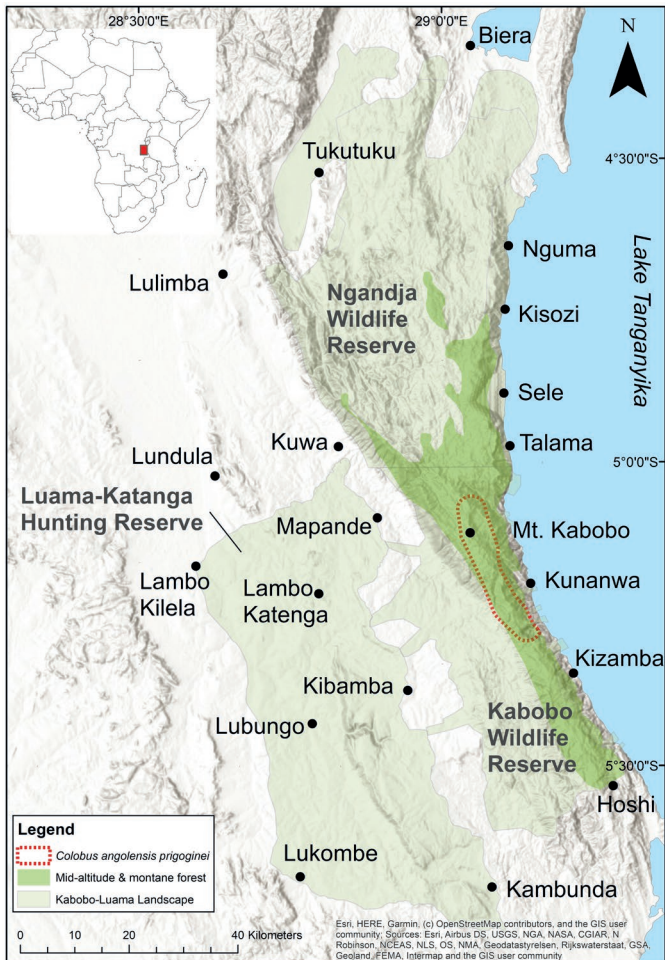 28°30'0"E
29°0'0"E
Biera
N
4°30'0"S
Tukutuku
Nguma
Lake Tanganyika
Lulimba
Ngandja
Wildlife
Reserve
Kisozi
Sele
Kuwa
Talama
5°0'0"S
Lundula
Luama-Katanga
Hunting Reserve
Mapande
Mt. Kabobo
Lambo
Kilela
Lambo
Katenga
Kunanwa
Kizamba
Kibamba
Kabobo
Wildlife
Reserve
Lubungo
5°30'0"S
Hoshi
Legend
Colobus angolensis prigoginei
Mid-altitude & montane forest
Kabobo-Luama Landscape
Lukombe
Kambunda
0 10 20 40 Kilometers
Esri, HERE, Garmin, (c) OpenStreetMap contributors, and the GIS user
community; Sources: Esri, Airbus DS, USGS, NGA, NASA, CGIAR, N
Robinson, NCEAS, NLS, OS, NMA, Geodatastyrelsen, Rijkswaterstaat, GSA,
Geoland, FEMA, Intermap and the GIS user community